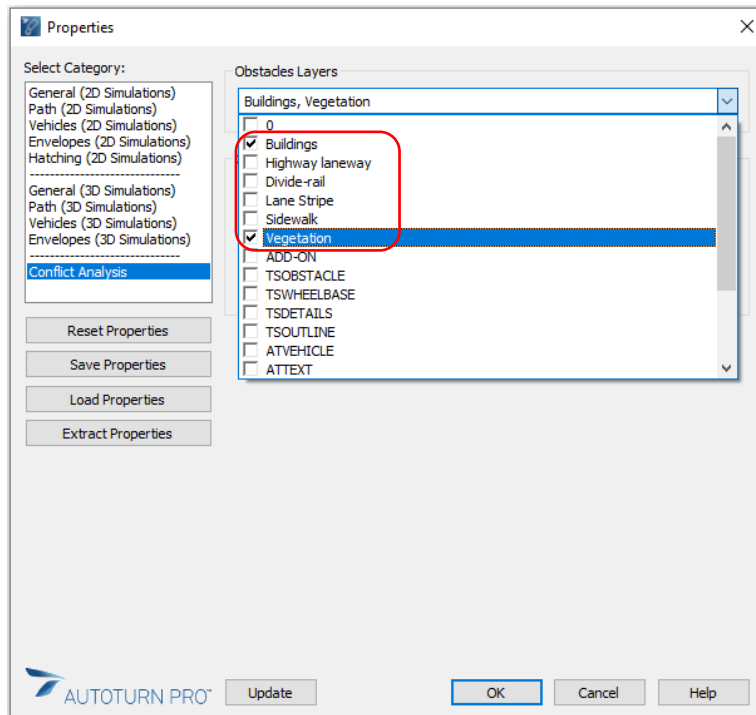 Properties
Select Category:
General (2D Simulations)
Path (2D Simulations)
Vehicles (2D Simulations)
Envelopes (2D Simulations)
Hatching (2D Simulations)
------------------------------
General (3D Simulations)
Path (3D Simulations)
Vehicles (3D Simulations)
Envelopes (3D Simulations)
------------------------------
Conflict Analysis
Reset Properties
Save Properties
Load Properties
Extract Properties
Obstacles Layers
Buildings, Vegetation
0
Buildings
Highway laneway
Divide-rail
Lane Stripe
Sidewalk
Vegetation
ADD-ON
TSOBSTACLE
TSWHEELBASE
TSDETAILS
TSOUTLINE
ATVEHICLE
ATTEXT
AUTOTURN PRO™
Update
OK
Cancel
Help